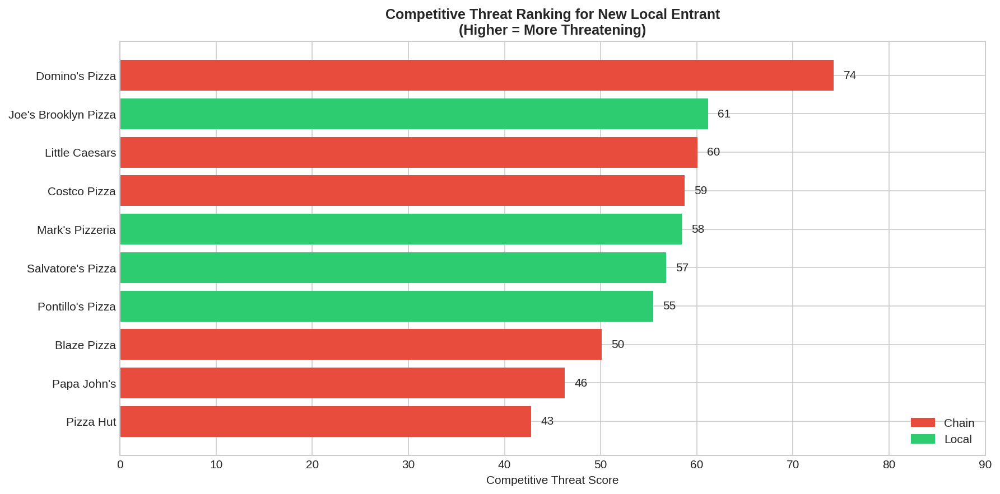 Competitive Threat Ranking for New Local Entrant
(Higher = More Threatening)
Domino's Pizza 74
Joe's Brooklyn Pizza 61
Little Caesars 60
Costco Pizza 59
Mark's Pizzeria 58
Salvatore's Pizza 57
Pontillo's Pizza 55
Blaze Pizza 50
Papa John's 46
Pizza Hut 43
Chain
Local
0 10 20 30 40 50 60 70 80 90
Competitive Threat Score